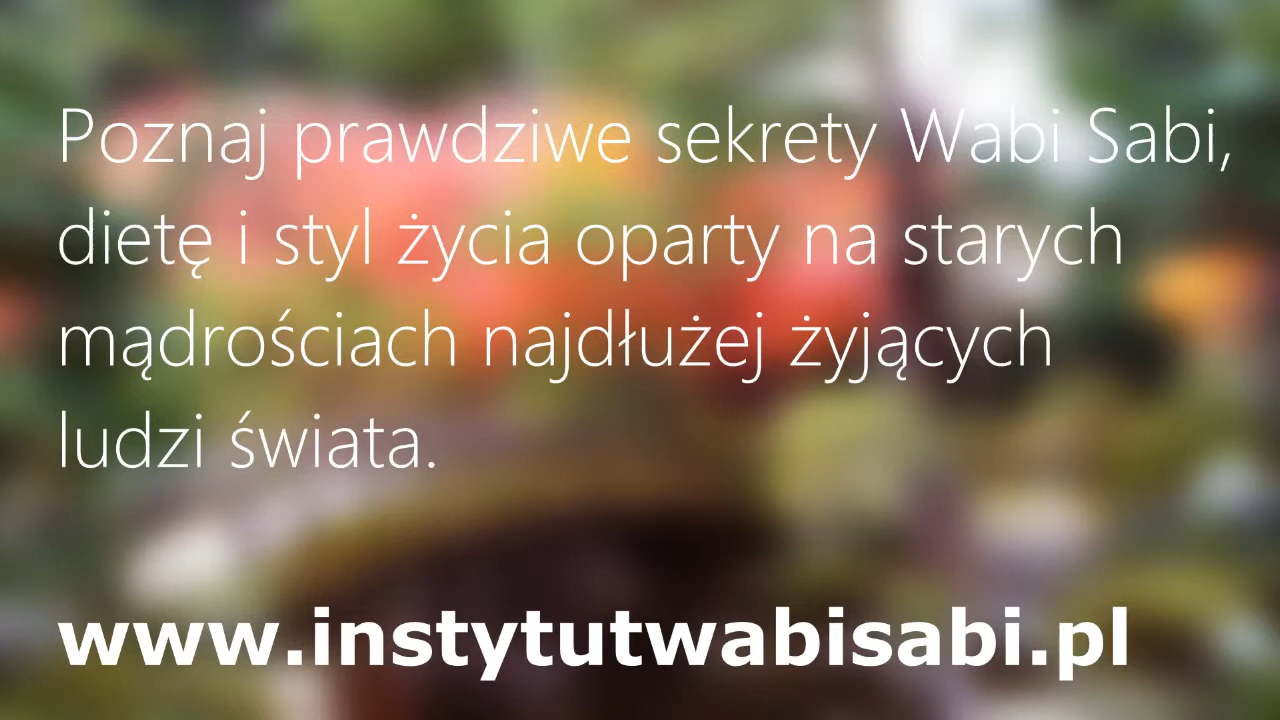 Poznaj prawdziwe sekrety Wabi Sabi,
dietę i styl życia oparty na starych
mądrościach najdłużej żyjących
ludzi świata.
www.instytutwabisabi.pl